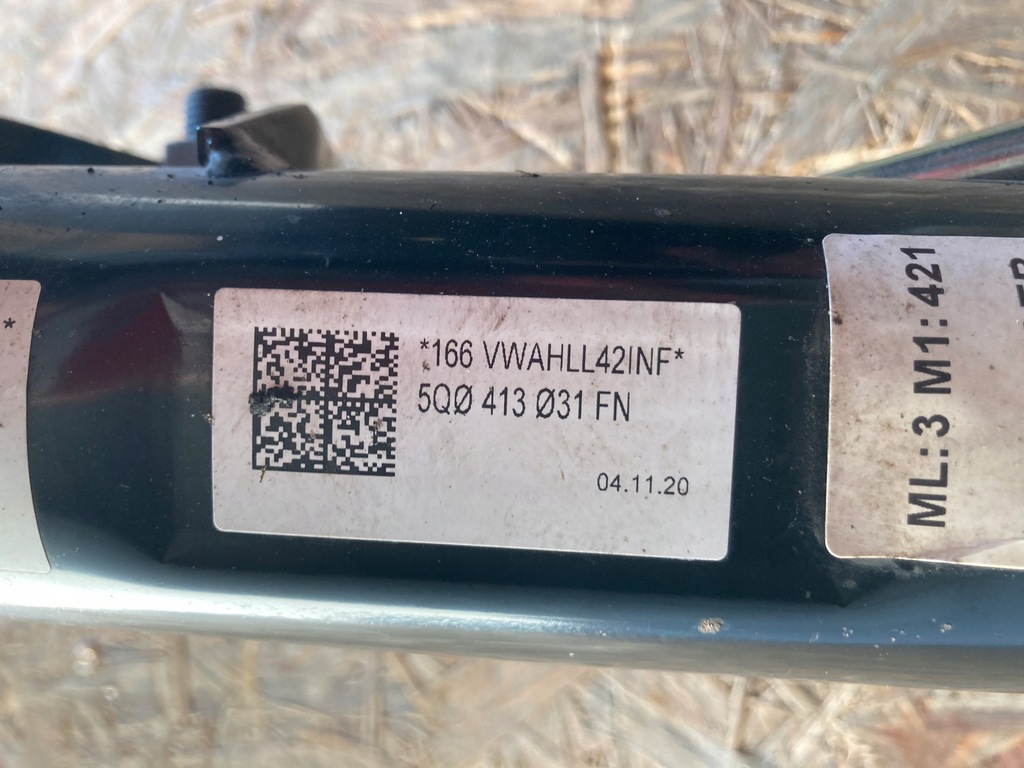 *
*166 VWAHLL42INF*
5QØ 413 Ø31 FN
04.11.20
ML:3 M1:421